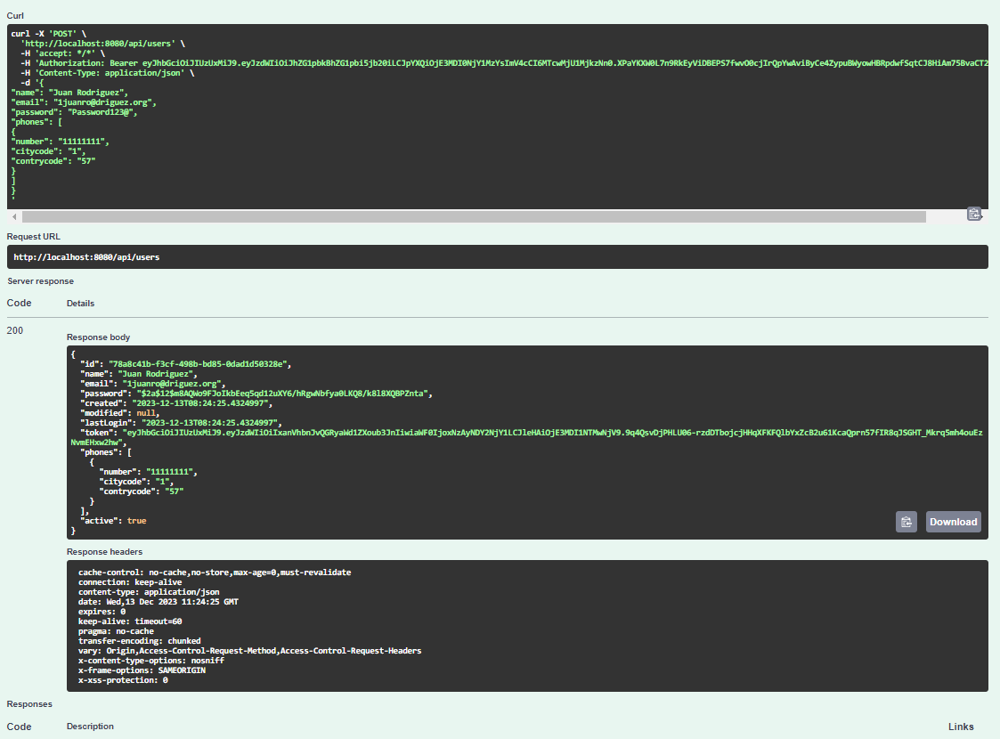 Curl
curl -X 'POST' \
'http://localhost:8080/api/users' \
-H 'accept: */*' \
-H 'Authorization: Bearer eyJhbGciOiJIUzUxMiJ9.eyJzdWIiOiJhZG1pbkBhZG1pbi5jb20iLCJpYXQiOjE3MDI0NjY1MzYsImV4cCI6MTcwMjU1MjkzNn0.XPaYKXW0L7n9RkEyViDBEPS7fwvO0cjIrQpYwAviByCe4ZypuBWyowHBRpdwfSqtCJ8HiAm75BvaCT2
-H 'Content-Type: application/json' \
-d '{
"name": "Juan Rodriguez",
"email": "1juanro@driguez.org",
"password": "Password123@",
"phones": [
{
"number": "11111111",
"citycode": "1",
"contrycode": "57"
}
]
}
'
Request URL
http://localhost:8080/api/users
Server response
Code Details
200
Response body
{
"id": "78a8c41b-f3cf-498b-bd85-0dad1d50328e",
"name": "Juan Rodriguez",
"email": "1juanro@driguez.org",
"password": "$2a$12$m8AQWo9FJoIkbEeq5qd12uXY6/hRgwNbfya0LKQ8/k8l8XQBPZnta",
"created": "2023-12-13T08:24:25.4324997",
"modified": null,
"lastLogin": "2023-12-13T08:24:25.4324997",
"token": "eyJhbGciOiJIUzUxMiJ9.eyJzdWIiOiIxanVhbnJvQGRyaWd1ZXoub3JnIiwiaWF0IjoxNzAyNDY2NjY1LCJleHAiOjE3MDI1NTMwNjV9.9q4QsvDjPHLU06-rzdDTbojcjHHqXFKFQlbYxZcB2u61KcaQprn57fIR8qJSGHT_Mkrq5mh4ouEz
NvmEHxw2hw",
"phones": [
{
"number": "11111111",
"citycode": "1",
"contrycode": "57"
}
],
"active": true
}
Download
Response headers
cache-control: no-cache,no-store,max-age=0,must-revalidate
connection: keep-alive
content-type: application/json
date: Wed,13 Dec 2023 11:24:25 GMT
expires: 0
keep-alive: timeout=60
pragma: no-cache
transfer-encoding: chunked
vary: Origin,Access-Control-Request-Method,Access-Control-Request-Headers
x-content-type-options: nosniff
x-frame-options: SAMEORIGIN
x-xss-protection: 0
Responses
Code Description Links